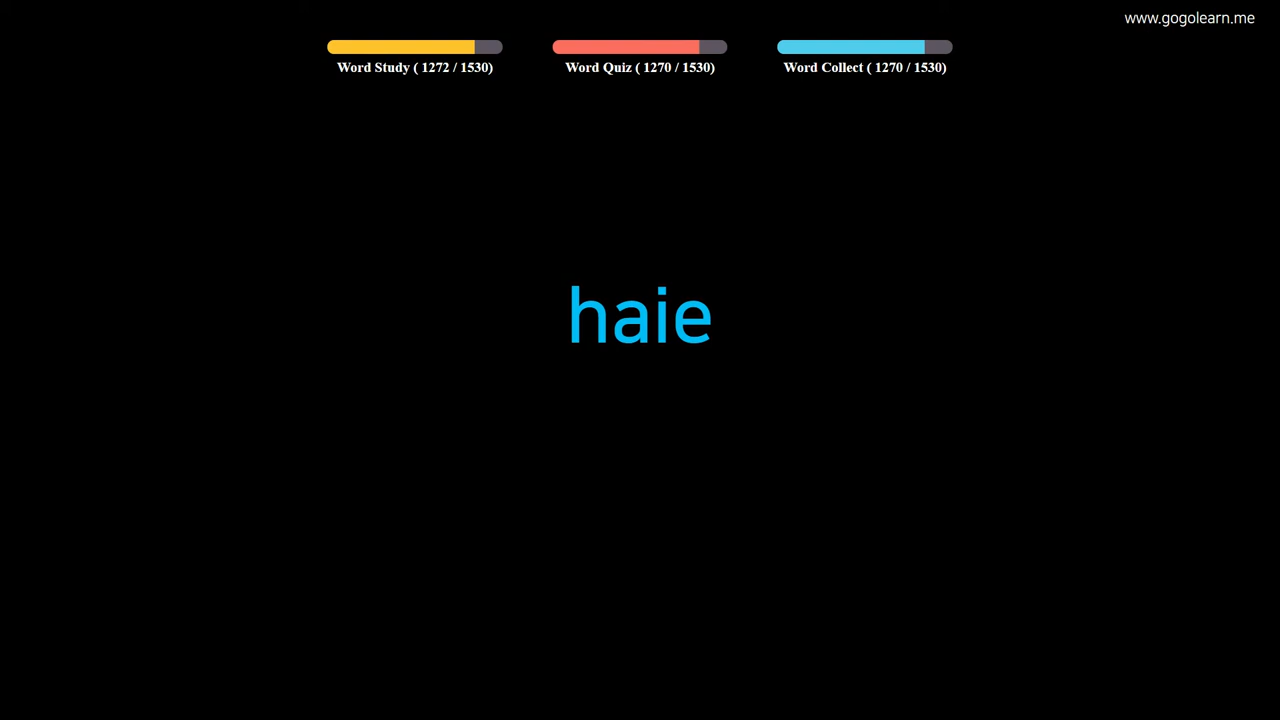 www.gogolearn.me
Word Study ( 1272 / 1530)
Word Quiz ( 1270 / 1530)
Word Collect ( 1270 / 1530)
haie